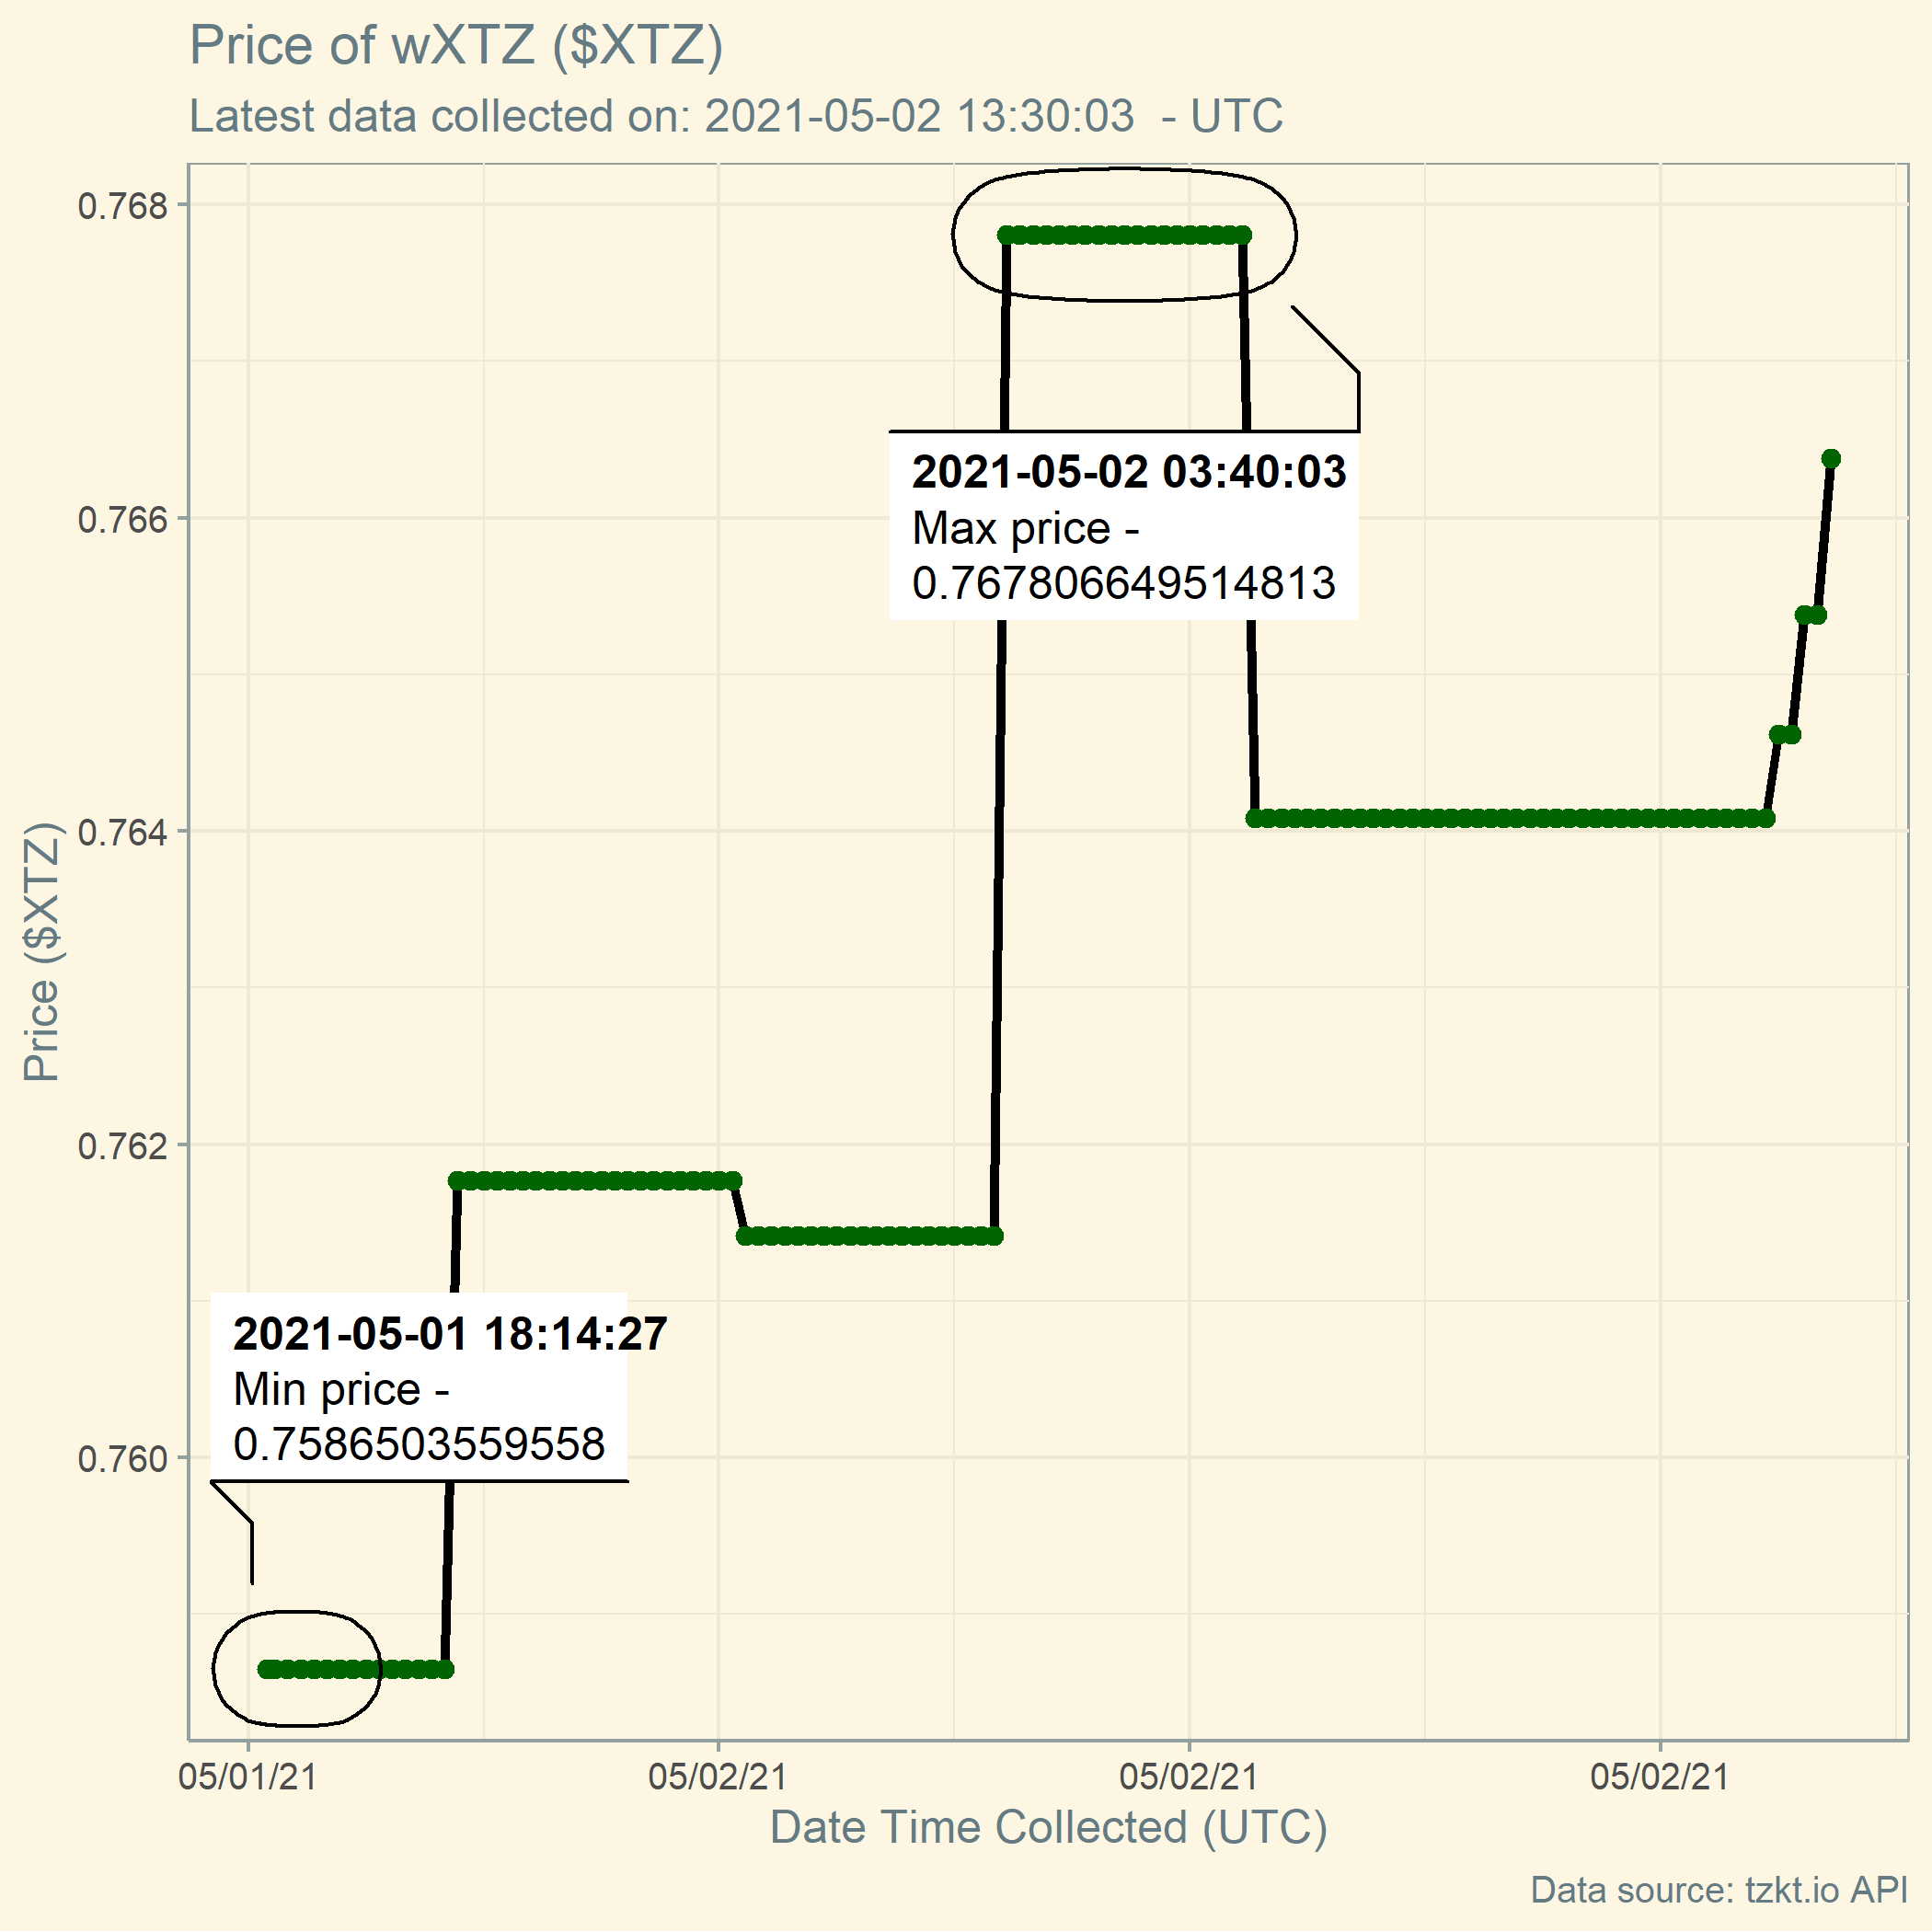 Price of wXTZ ($XTZ)
Latest data collected on: 2021-05-02 13:30:03  - UTC
Price ($XTZ)
0.768
0.766
0.764
0.762
0.760
2021-05-02 03:40:03
Max price -
0.767806649514813
2021-05-01 18:14:27
Min price -
0.7586503559558
05/01/21
05/02/21
05/02/21
05/02/21
Date Time Collected (UTC)
Data source: tzkt.io API